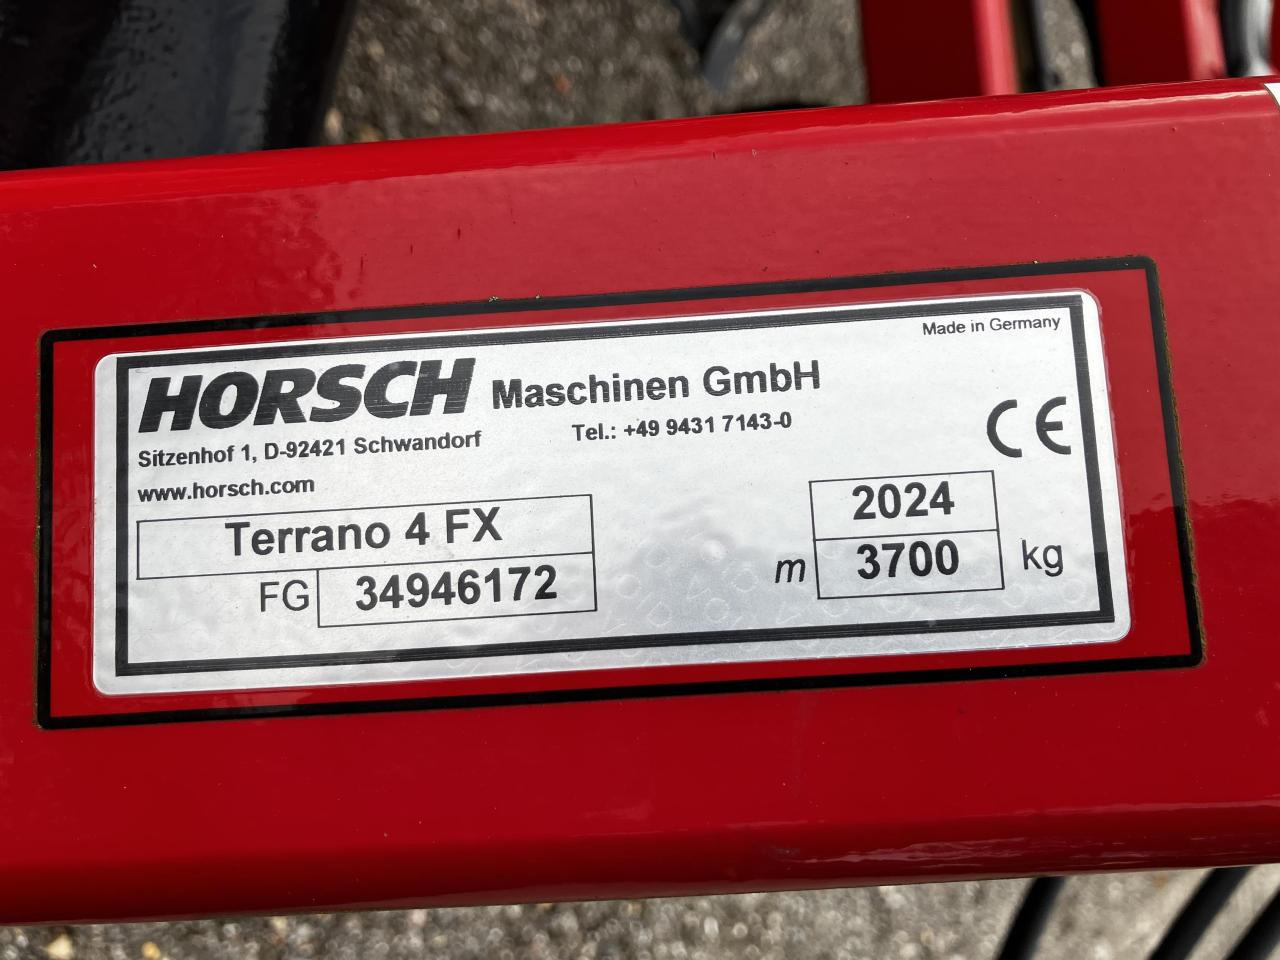 Made in Germany
HORSCH Maschinen GmbH
Sitzenhof 1, D-92421 Schwandorf Tel.: +49 9431 7143-0
www.horsch.com
CE
Terrano 4 FX 2024
FG 34946172 m 3700 kg